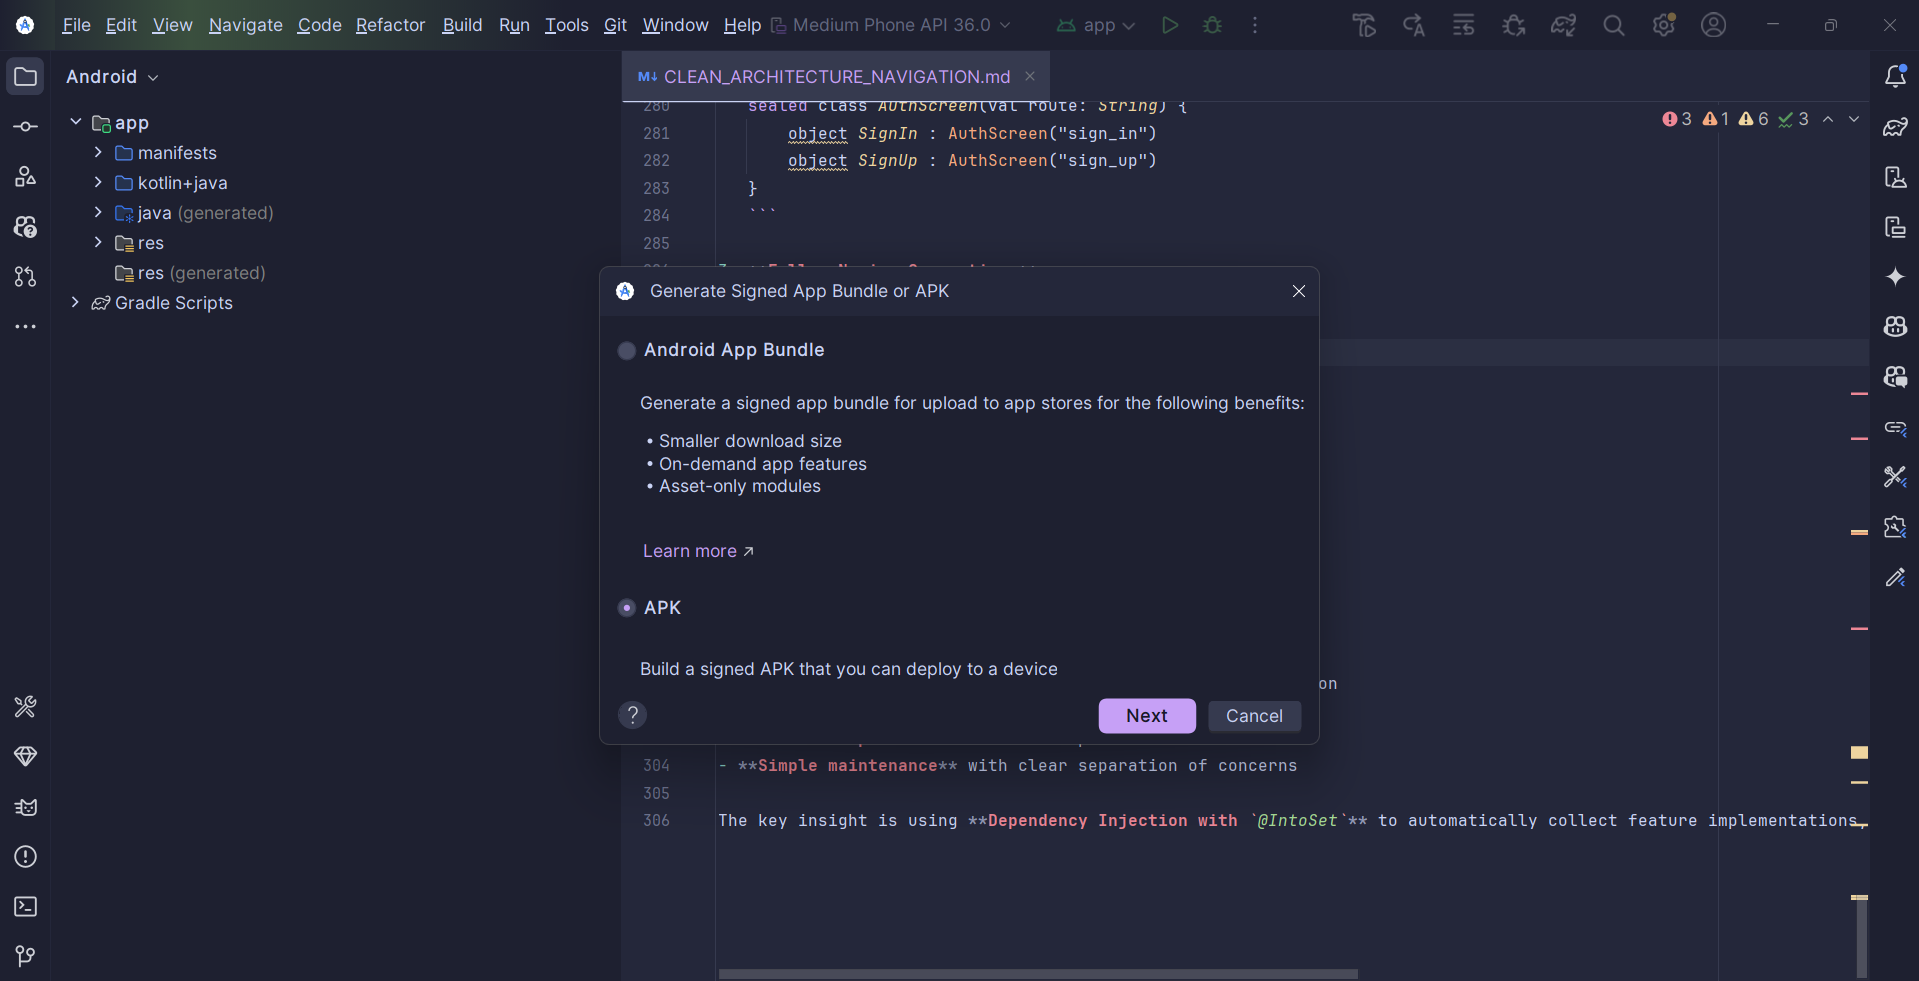 File Edit View Navigate Code Refactor Build Run Tools Git Window Help Medium Phone API 36.0 app
Android
app
manifests
kotlin+java
java (generated)
res
res (generated)
Gradle Scripts
M↓ CLEAN_ARCHITECTURE_NAVIGATION.md
3 1 6 3
280 sealed class AuthScreen(val route: String) {
281 object SignIn : AuthScreen("sign_in")
282 object SignUp : AuthScreen("sign_up")
283 }
284 ```
285
Generate Signed App Bundle or APK
Android App Bundle
Generate a signed app bundle for upload to app stores for the following benefits:
• Smaller download size
• On-demand app features
• Asset-only modules
Learn more ↗
APK
Build a signed APK that you can deploy to a device
on
? Next Cancel
304 - **Simple maintenance** with clear separation of concerns
305
306 The key insight is using **Dependency Injection with `@IntoSet`** to automatically collect feature implementations,